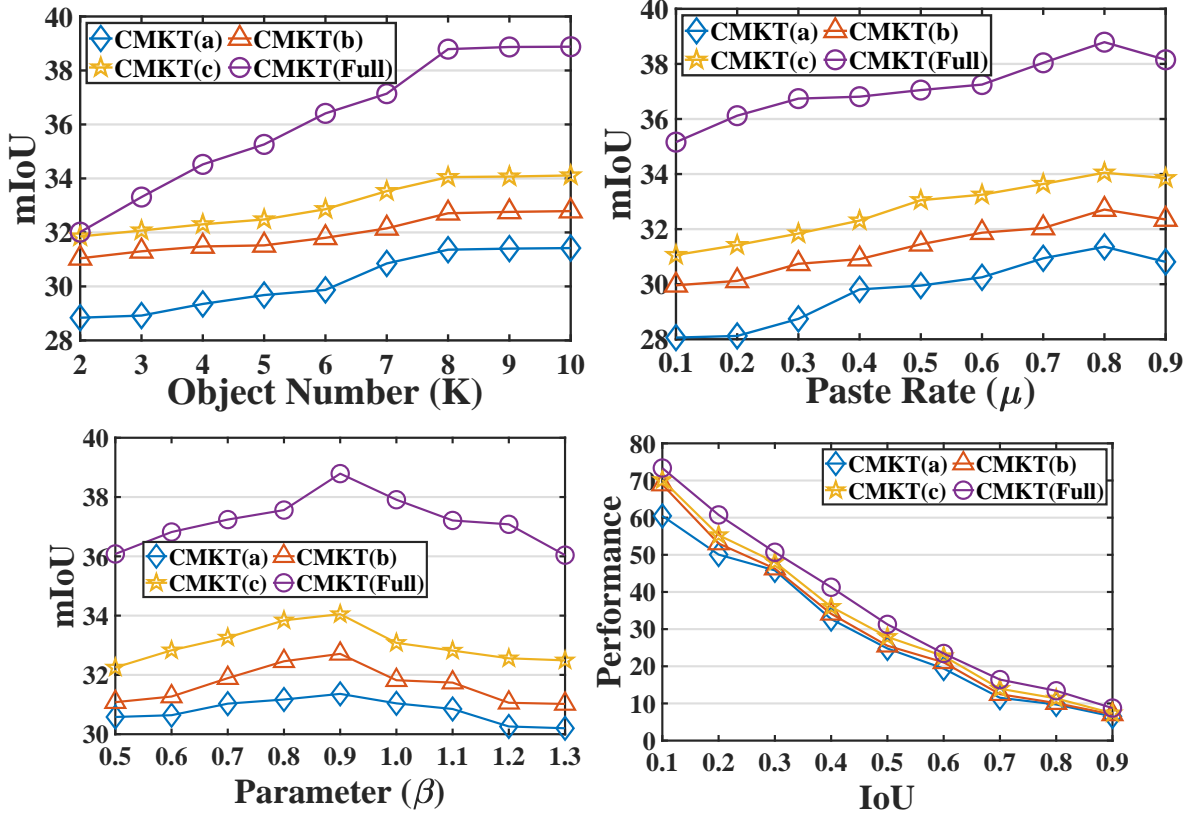 40
38
36
34
32
30
28
mIoU
CMKT(a) CMKT(b)
CMKT(c) CMKT(Full)
2 3 4 5 6 7 8 9 10
Object Number (K)
40
38
36
34
32
30
28
mIoU
CMKT(a) CMKT(b)
CMKT(c) CMKT(Full)
0.1 0.2 0.3 0.4 0.5 0.6 0.7 0.8 0.9
Paste Rate (μ)
40
38
36
34
32
30
mIoU
CMKT(a) CMKT(b)
CMKT(c) CMKT(Full)
0.5 0.6 0.7 0.8 0.9 1.0 1.1 1.2 1.3
Parameter (β)
80
70
60
50
40
30
20
10
0
Performance
CMKT(a) CMKT(b)
CMKT(c) CMKT(Full)
0.1 0.2 0.3 0.4 0.5 0.6 0.7 0.8 0.9
IoU